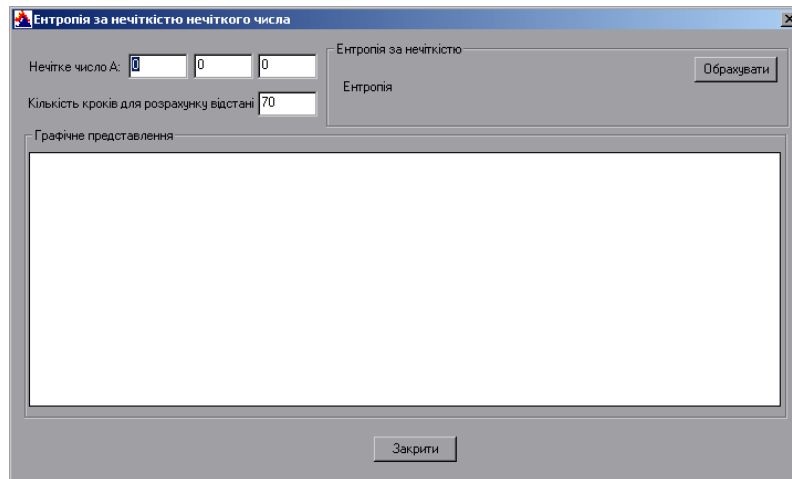 Ентропія за нечіткістю нечіткого числа
Нечітке число А: 0 0 0
Кількість кроків для розрахунку відстані 70
Ентропія за нечіткістю
Ентропія
Обрахувати
Графічне представлення
Закрити